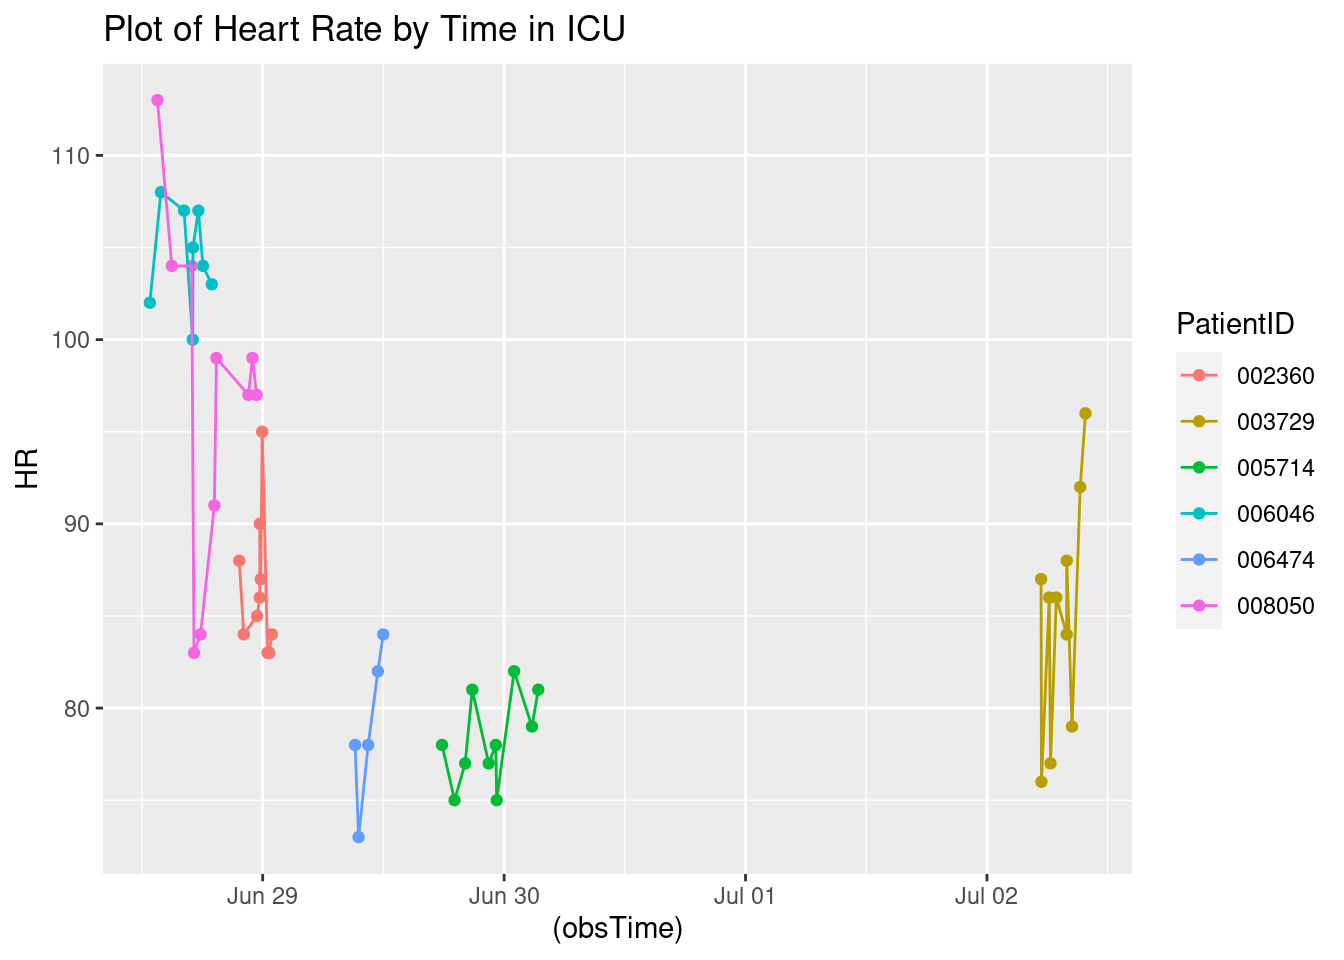 Plot of Heart Rate by Time in ICU
110
100
90
80
HR
Jun 29
Jun 30
Jul 01
Jul 02
(obsTime)
PatientID
002360
003729
005714
006046
006474
008050